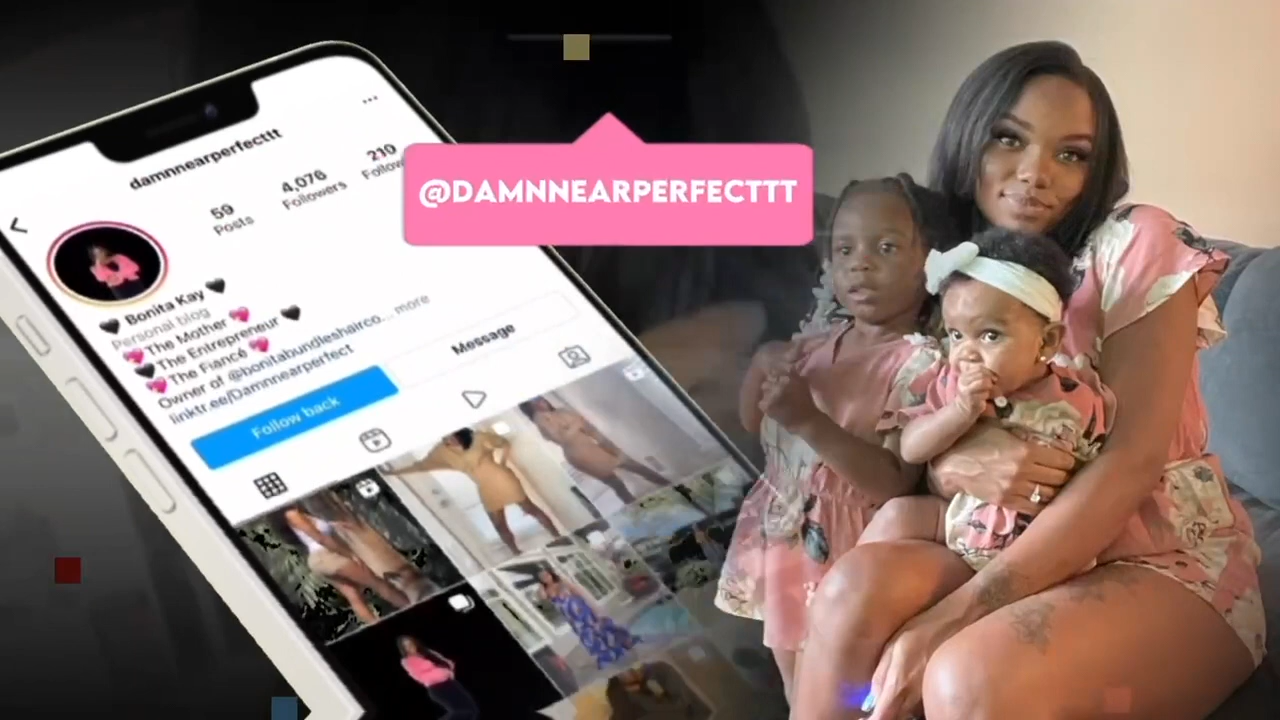 damnnearperfecttt
59
Posts
4,076
Followers
210
Follow
@DAMNNEARPERFECTTT
🖤 Bonita Kay 🖤
Personal blog
💖The Mother 💖
🖤The Entrepreneur 🖤
💖The Fiancé 💖
Owner of @bonitabundleshairco... more
linktr.ee/Damnnearperfect
Follow back
Message